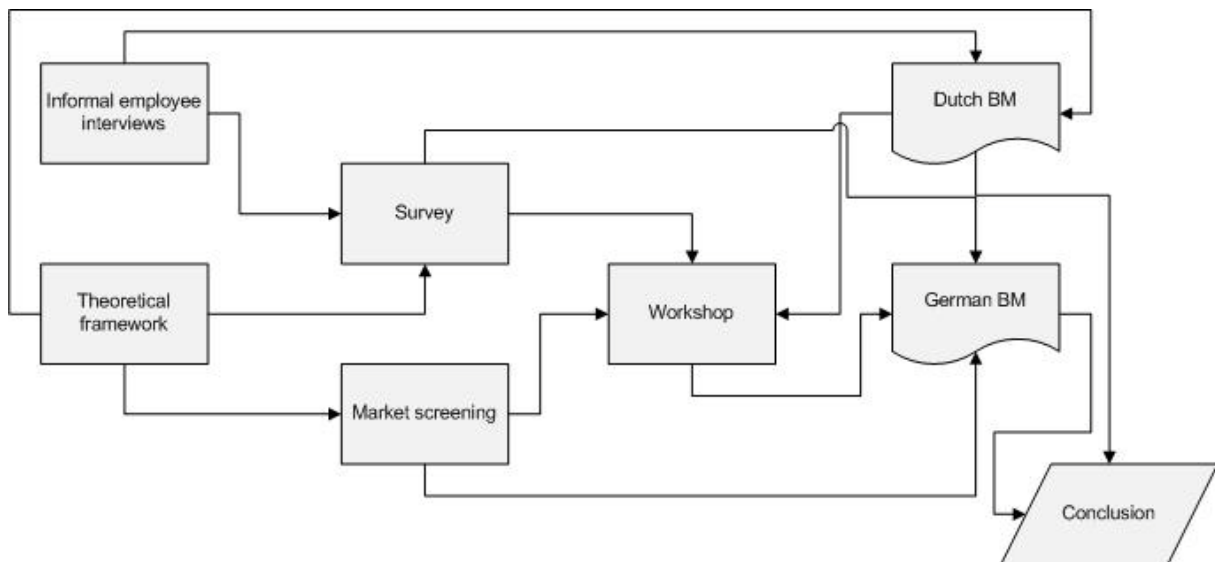 Informal employee
interviews
Dutch BM
Survey
Theoretical
framework
Workshop
German BM
Market screening
Conclusion